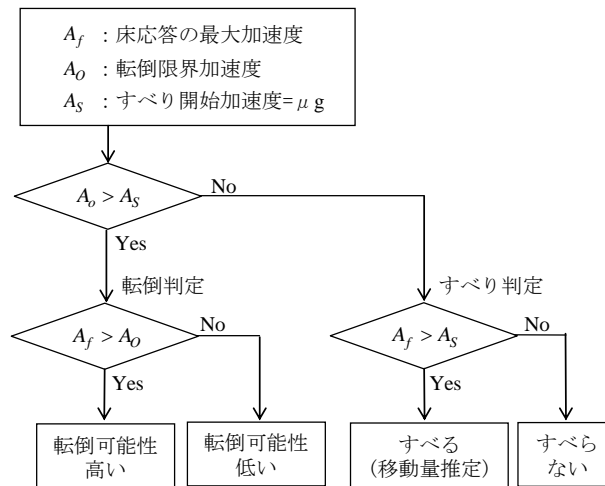 A_f ：床応答の最大加速度
A_O ：転倒限界加速度
A_S ：すべり開始加速度=μg
A_o > A_S
No
Yes
転倒判定
すべり判定
A_f > A_O
No
A_f > A_S
No
Yes
Yes
転倒可能性
高い
転倒可能性
低い
すべる
(移動量推定)
すべら
ない